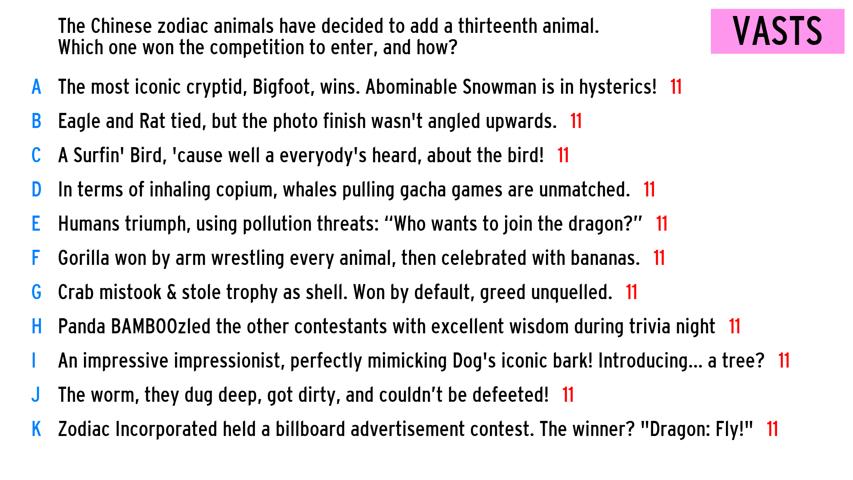 The Chinese zodiac animals have decided to add a thirteenth animal.
Which one won the competition to enter, and how?
VASTS
A The most iconic cryptid, Bigfoot, wins. Abominable Snowman is in hysterics! 11
B Eagle and Rat tied, but the photo finish wasn't angled upwards. 11
C A Surfin' Bird, 'cause well a everyody's heard, about the bird! 11
D In terms of inhaling copium, whales pulling gacha games are unmatched. 11
E Humans triumph, using pollution threats: “Who wants to join the dragon?” 11
F Gorilla won by arm wrestling every animal, then celebrated with bananas. 11
G Crab mistook & stole trophy as shell. Won by default, greed unquelled. 11
H Panda BAMBOOzled the other contestants with excellent wisdom during trivia night 11
I An impressive impressionist, perfectly mimicking Dog's iconic bark! Introducing... a tree? 11
J The worm, they dug deep, got dirty, and couldn’t be defeeted! 11
K Zodiac Incorporated held a billboard advertisement contest. The winner? "Dragon: Fly!" 11